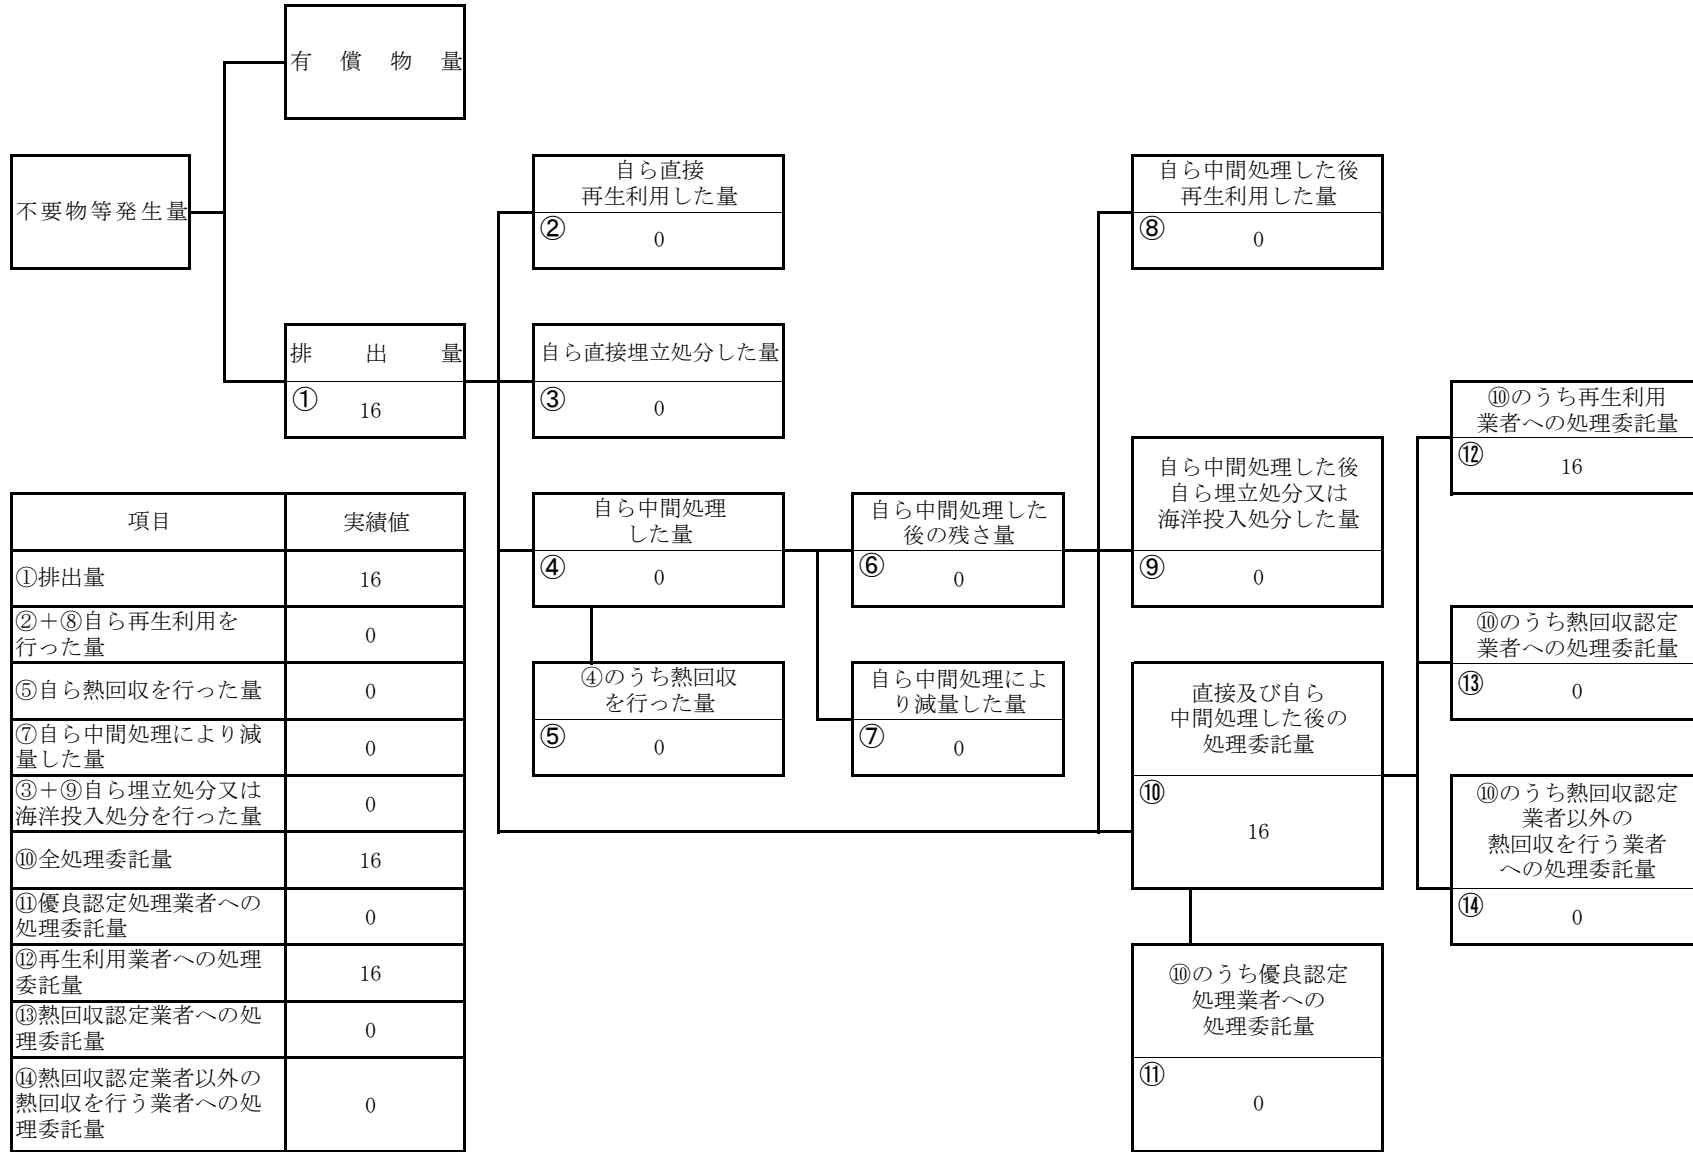 有償物量
不要物等発生量
排出量
①
16
自ら直接
再生利用した量
②
0
自ら直接埋立処分した量
③
0
自ら中間処理
した量
④
0
④のうち熱回収
を行った量
⑤
0
自ら中間処理した
後の残さ量
⑥
0
自ら中間処理によ
り減量した量
⑦
0
自ら中間処理した後
再生利用した量
⑧
0
自ら中間処理した後
自ら埋立処分又は
海洋投入処分した量
⑨
0
直接及び自ら
中間処理した後の
処理委託量
⑩
16
⑩のうち優良認定
処理業者への
処理委託量
⑪
0
⑩のうち再生利用
業者への処理委託量
⑫
16
⑩のうち熱回収認定
業者への処理委託量
⑬
0
⑩のうち熱回収認定
業者以外の
熱回収を行う業者
への処理委託量
⑭
0
項目 実績値
①排出量 16
②＋⑧自ら再生利用を
行った量 0
⑤自ら熱回収を行った量 0
⑦自ら中間処理により減
量した量 0
③＋⑨自ら埋立処分又は
海洋投入処分を行った量 0
⑩全処理委託量 16
⑪優良認定処理業者への
処理委託量 0
⑫再生利用業者への処理
委託量 16
⑬熱回収認定業者への処
理委託量 0
⑭熱回収認定業者以外の
熱回収を行う業者への処 0
理委託量